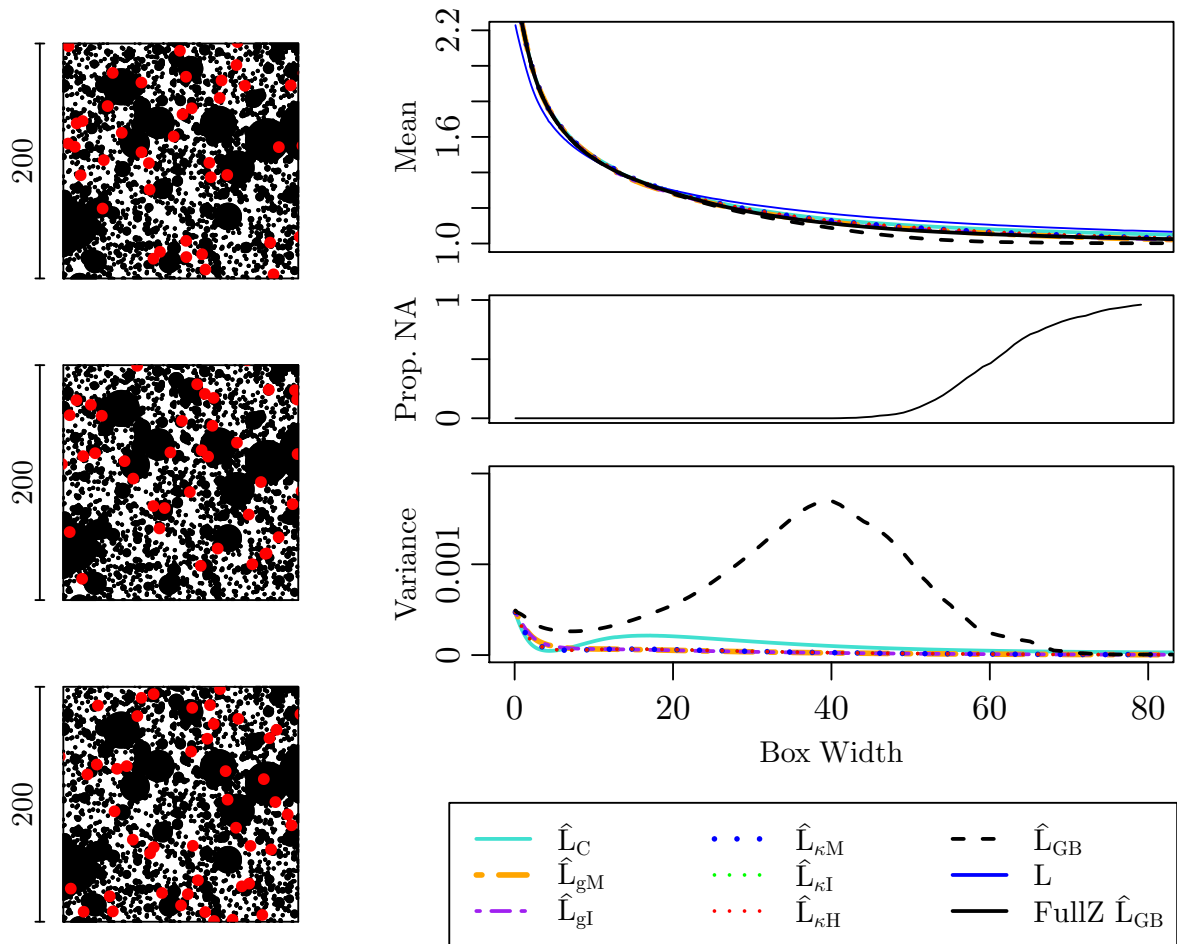 200
200
200
Mean
1.0 1.6 2.2
Prop. NA
0 1
Variance
0 0.001
0 20 40 60 80
Box Width
L̂C L̂κM L̂GB
L̂gM L̂κI L
L̂gI L̂κH FullZ L̂GB